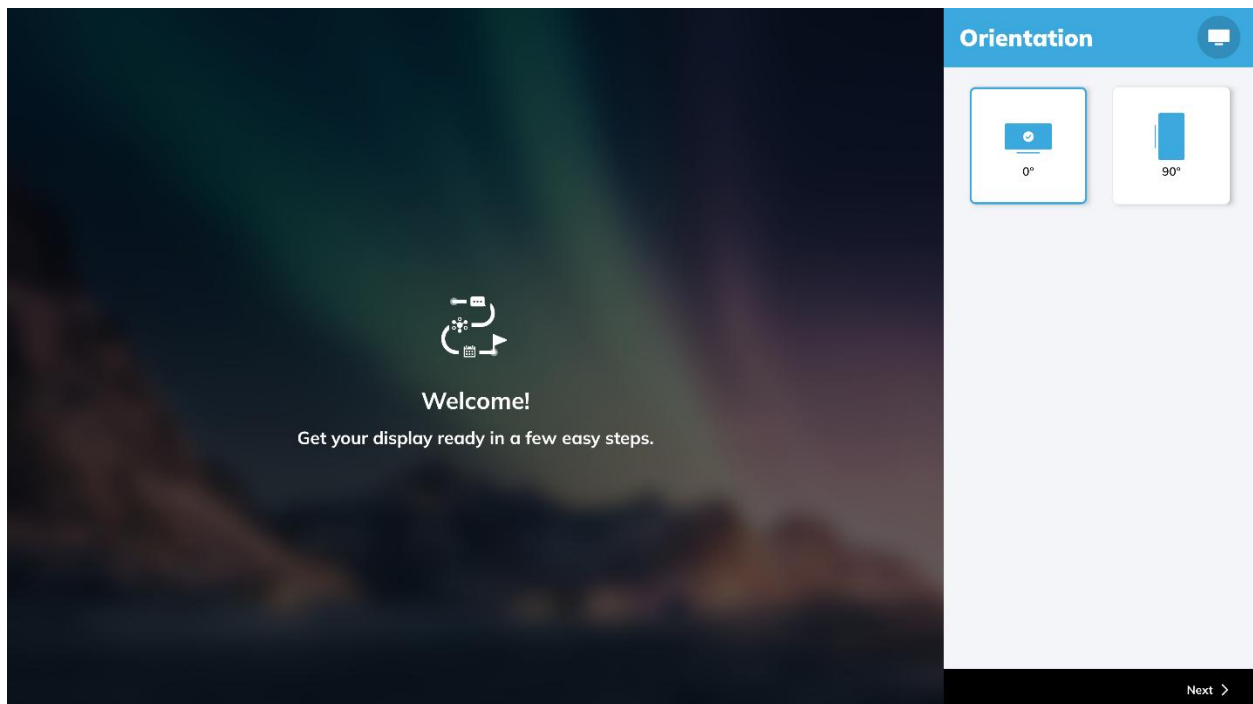 Orientation
0°
90°
Welcome!
Get your display ready in a few easy steps.
Next